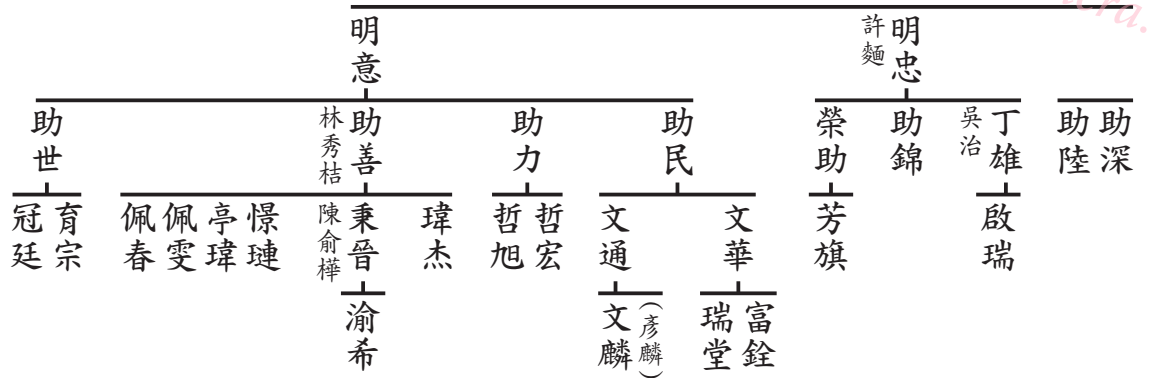 明忠
許麵
明意
助深
助陸
丁雄
吳治
助錦
榮助
助民
助力
助善
林秀桔
助世
啟瑞
芳旗
文華
文通
哲宏
哲旭
瑋杰
秉晉
陳俞樺
憬璉
亭瑋
佩雯
佩春
育宗
冠廷
富銓
瑞堂
(彥麟)
文麟
渝希